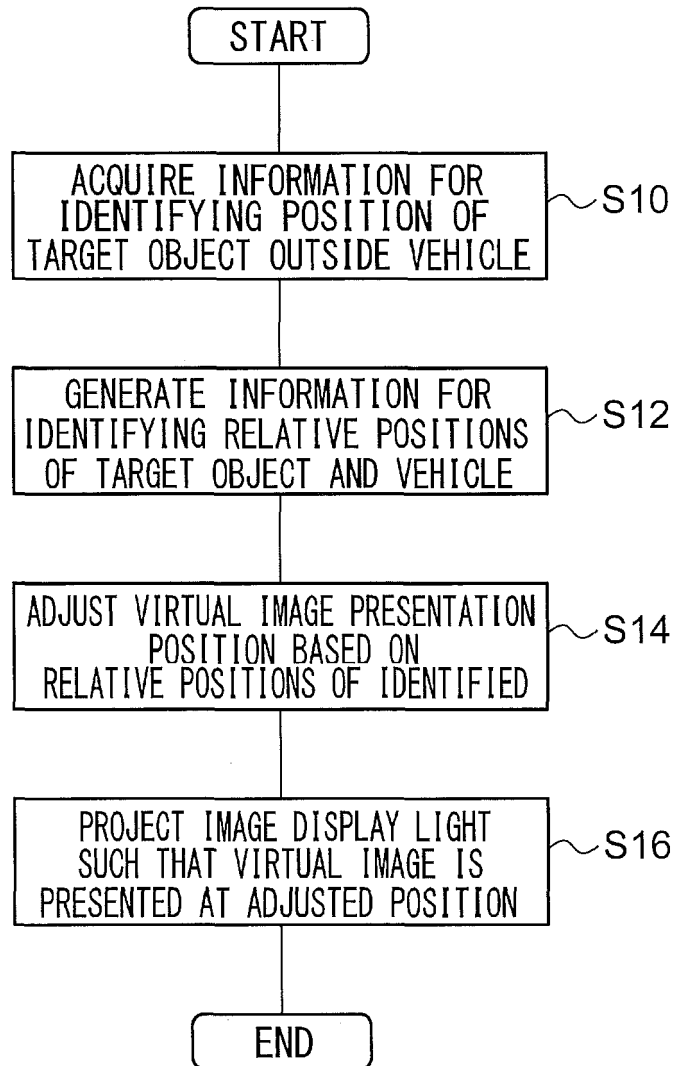 START
ACQUIRE INFORMATION FOR
IDENTIFYING POSITION OF
TARGET OBJECT OUTSIDE VEHICLE
S10
GENERATE INFORMATION FOR
IDENTIFYING RELATIVE POSITIONS
OF TARGET OBJECT AND VEHICLE
S12
ADJUST VIRTUAL IMAGE PRESENTATION
POSITION BASED ON
RELATIVE POSITIONS OF IDENTIFIED
S14
PROJECT IMAGE DISPLAY LIGHT
SUCH THAT VIRTUAL IMAGE IS
PRESENTED AT ADJUSTED POSITION
S16
END